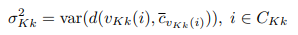 σ²_{Kk} = var(d(v_{Kk}(i), c̅_{v_{Kk}(i)})), i ∈ C_{Kk}